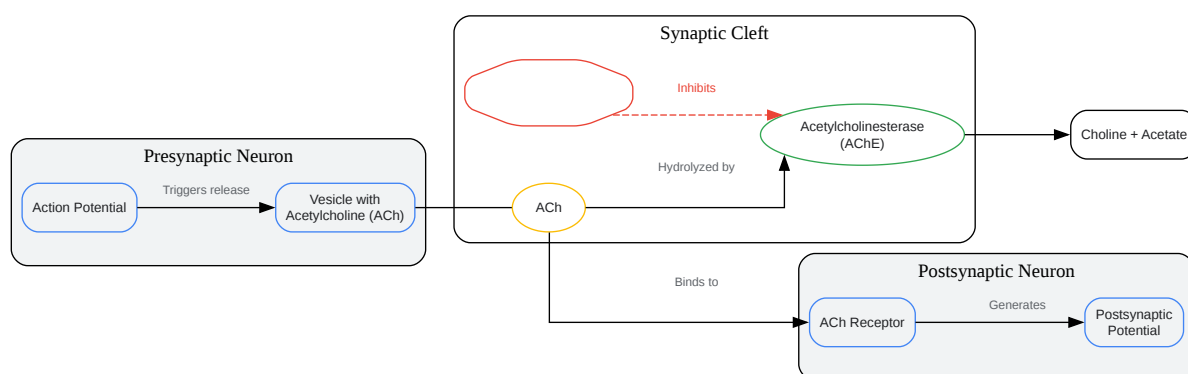 Synaptic Cleft
Inhibits
Acetylcholinesterase
(AChE)
Choline + Acetate
Presynaptic Neuron
Hydrolyzed by
Action Potential
Triggers release
Vesicle with
Acetylcholine (ACh)
ACh
Postsynaptic Neuron
Binds to
ACh Receptor
Generates
Postsynaptic
Potential